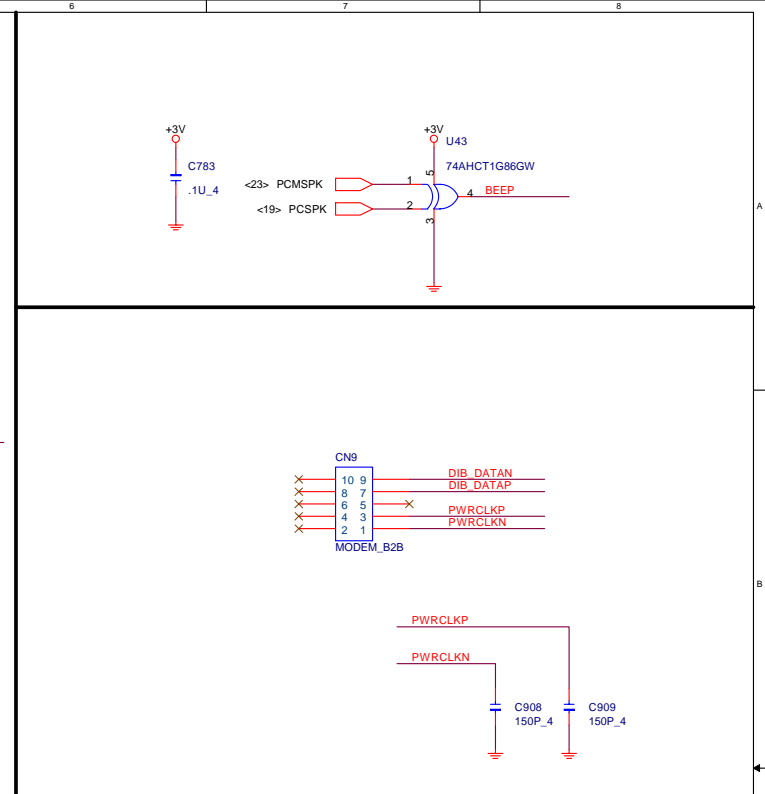 6 7 8
+3V
C783
.1U_4
+3V
U43
74AHCT1G86GW
5
<23> PCMSPK 1
4 BEEP
<19> PCSPK 2
3
A
CN9
10 9 DIB_DATAN
8 7 DIB_DATAP
6 5
4 3 PWRCLKP
2 1 PWRCLKN
MODEM_B2B
B
PWRCLKP
PWRCLKN
C908
150P_4
C909
150P_4